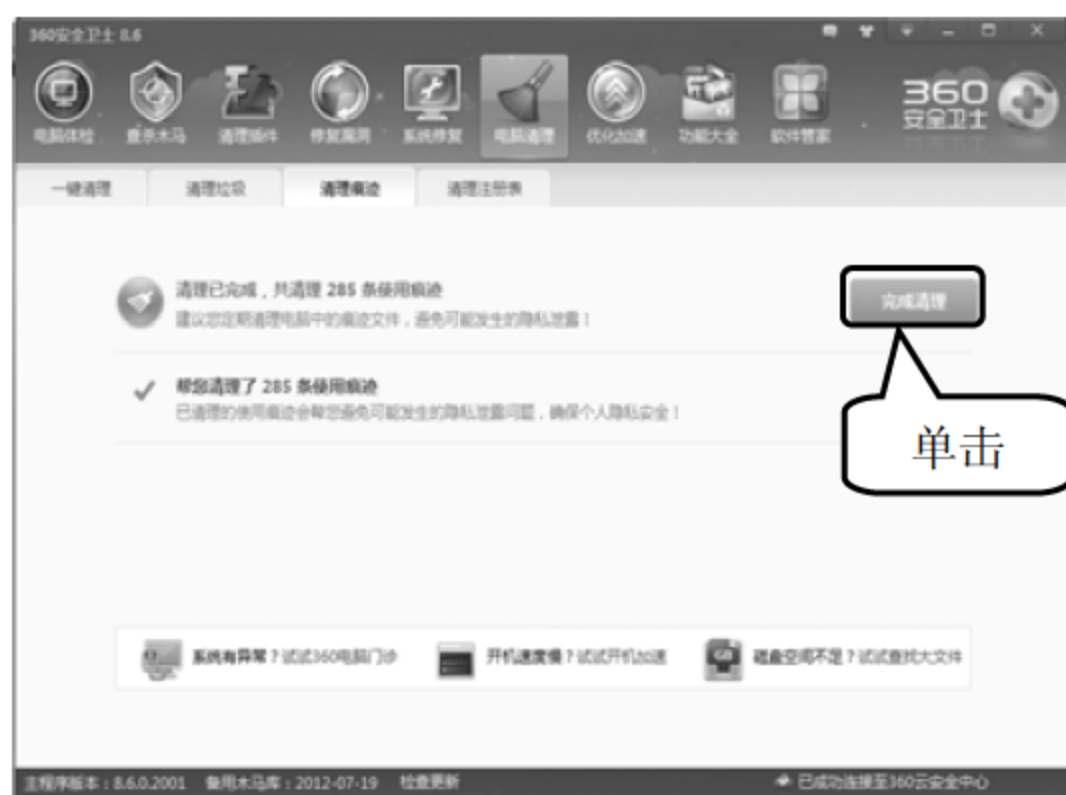 360安全卫士 8.6
电脑体检 查杀木马 清理插件 修复漏洞 系统修复 电脑清理 优化加速 功能大全 软件管家
360
安全卫士
一键清理 清理垃圾 清理痕迹 清理注册表
清理已完成，共清理 285 条使用痕迹
建议您定期清理电脑中的痕迹文件，避免可能发生的隐私泄露！
完成清理
帮您清理了 285 条使用痕迹
已清理的使用痕迹会帮您避免可能发生的隐私泄露问题，确保个人隐私安全！
单击
系统有异常？试试360电脑门诊 开机速度慢？试试开机加速 磁盘空间不足？试试查找大文件
主程序版本：8.6.0.2001 备用木马库：2012-07-19 检查更新 已成功连接至360云安全中心